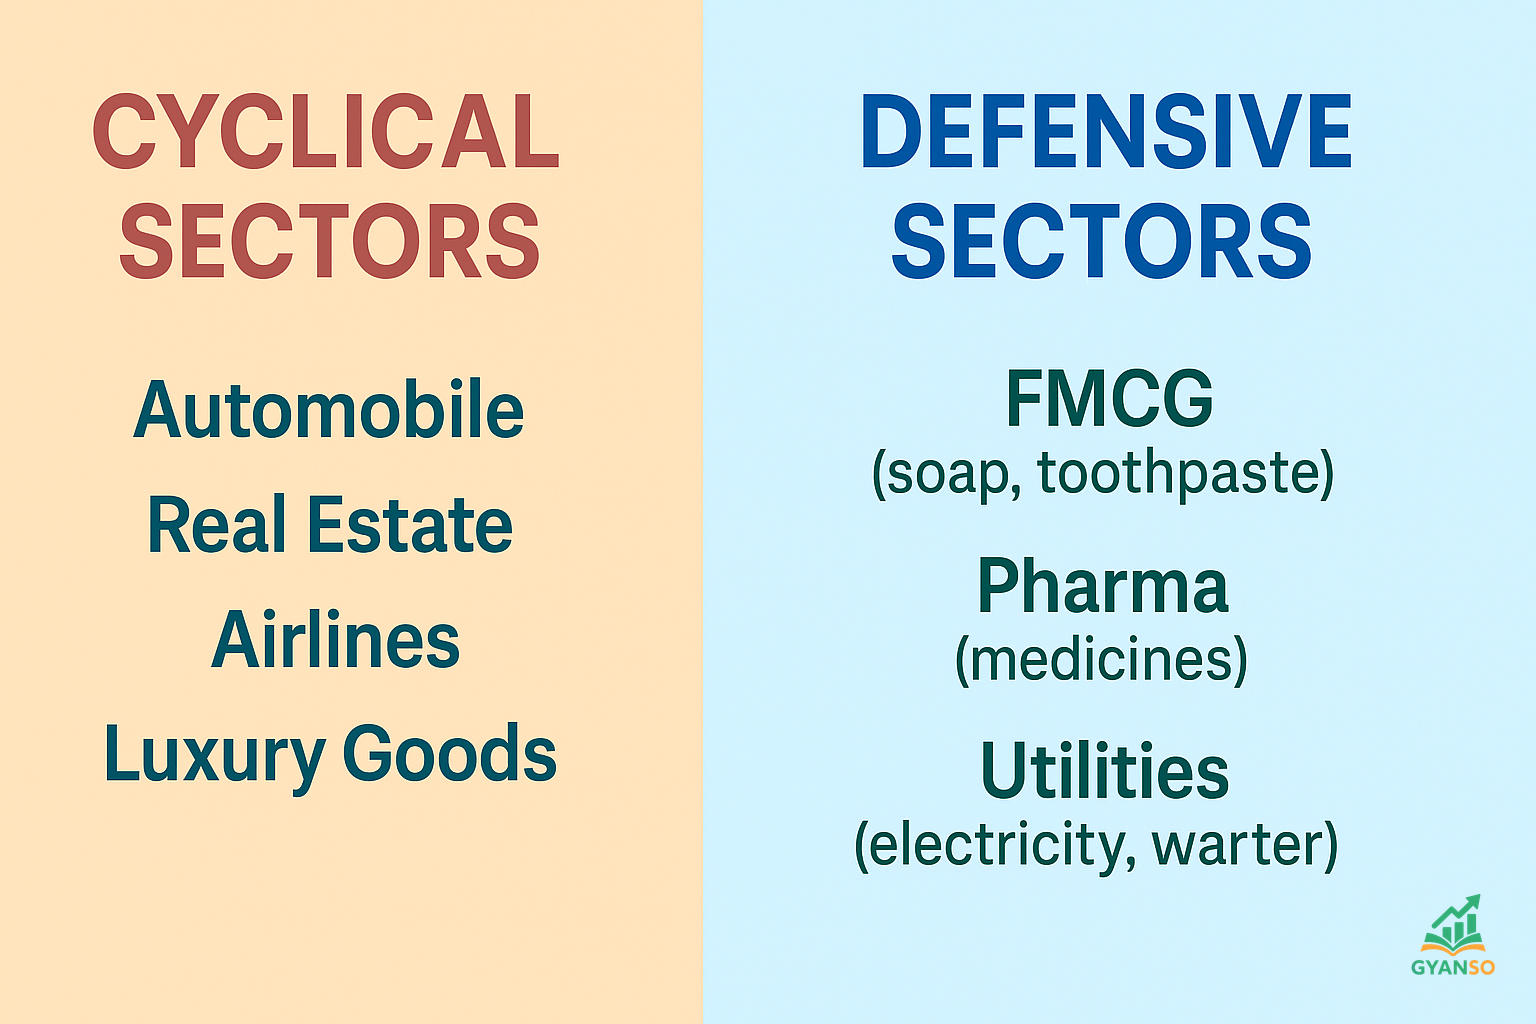 CYCLICAL
SECTORS
Automobile
Real Estate
Airlines
Luxury Goods
DEFENSIVE
SECTORS
FMCG
(soap, toothpaste)
Pharma
(medicines)
Utilities
(electricity, warter)
GYANSO